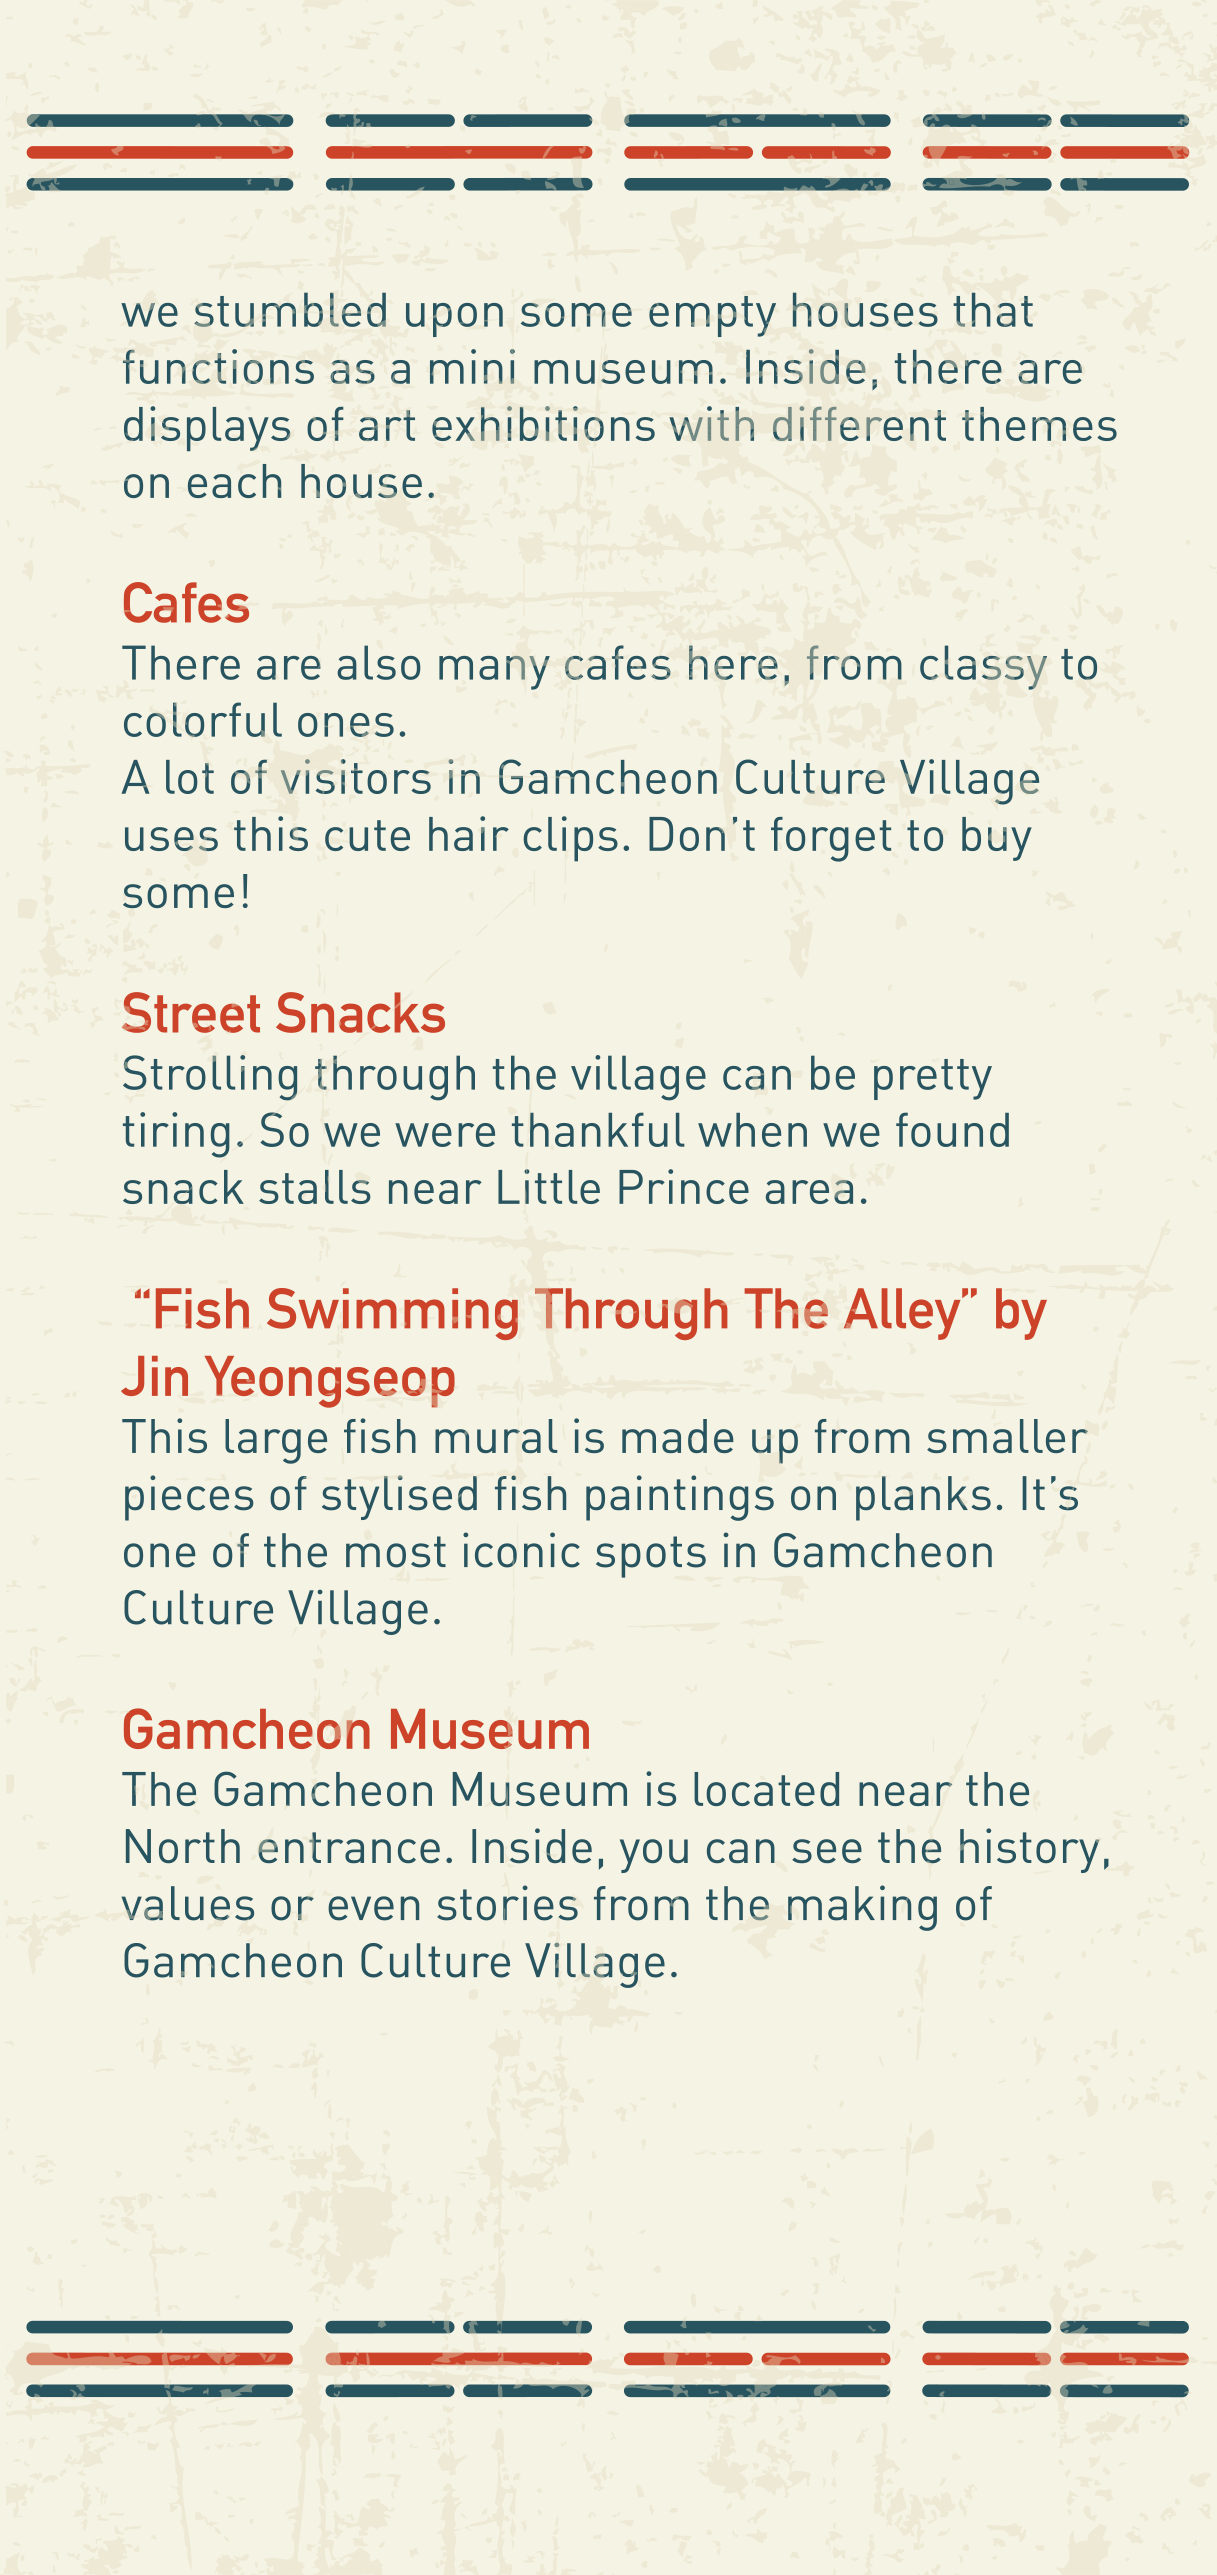 we stumbled upon some empty houses that
functions as a mini museum. Inside, there are
displays of art exhibitions with different themes
on each house.
Cafes
There are also many cafes here, from classy to
colorful ones.
A lot of visitors in Gamcheon Culture Village
uses this cute hair clips. Don’t forget to buy
some!
Street Snacks
Strolling through the village can be pretty
tiring. So we were thankful when we found
snack stalls near Little Prince area.
“Fish Swimming Through The Alley” by
Jin Yeongseop
This large fish mural is made up from smaller
pieces of stylised fish paintings on planks. It’s
one of the most iconic spots in Gamcheon
Culture Village.
Gamcheon Museum
The Gamcheon Museum is located near the
North entrance. Inside, you can see the history,
values or even stories from the making of
Gamcheon Culture Village.